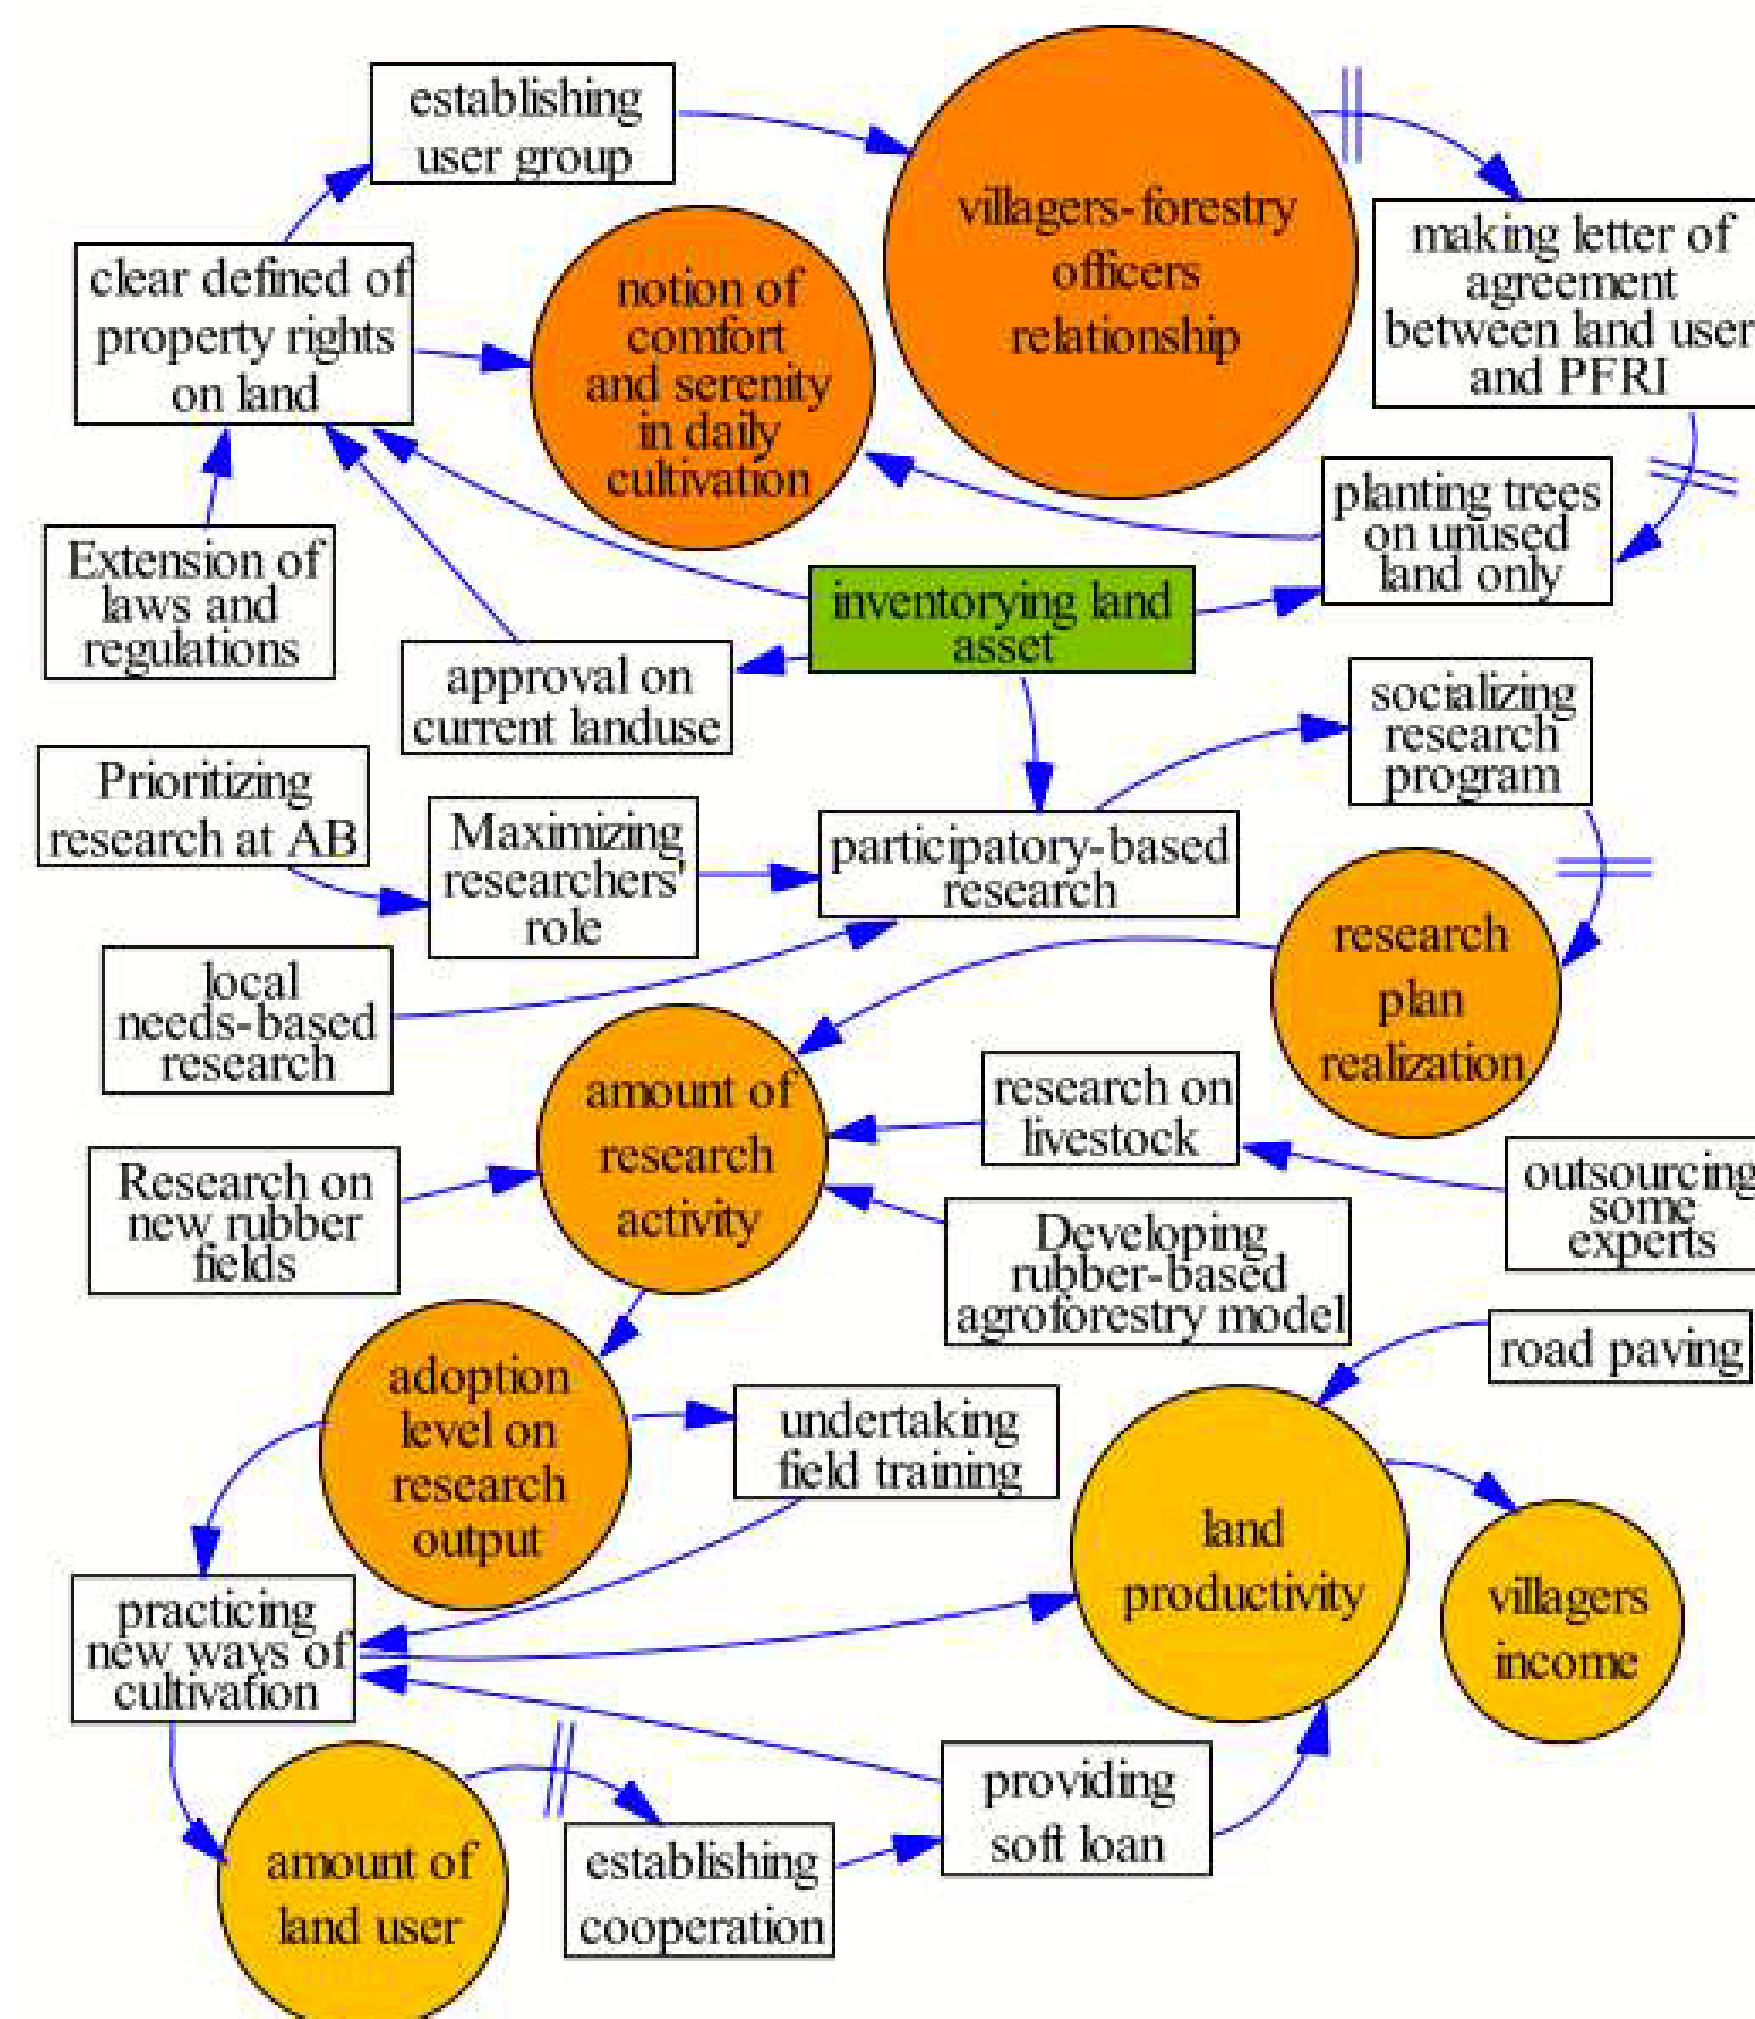 establishing
user group
villagers-forestry
officers
relationship
making letter of
agreement
between land user
and PFRI
clear defined of
property rights
on land
notion of
comfort
and serenity
in daily
cultivation
planting trees
on unused
land only
Extension of
laws and
regulations
inventorying land
asset
approval on
current landuse
socializing
research
program
Prioritizing
research at AB
Maximizing
researchers'
role
participatory-based
research
local
needs-based
research
research
plan
realization
amount of
research
activity
research on
livestock
Research on
new rubber
fields
outsourcing
some
experts
Developing
rubber-based
agroforestry model
road paving
adoption
level on
research
output
undertaking
field training
land
productivity
villagers
income
practicing
new ways of
cultivation
providing
soft loan
amount of
land user
establishing
cooperation